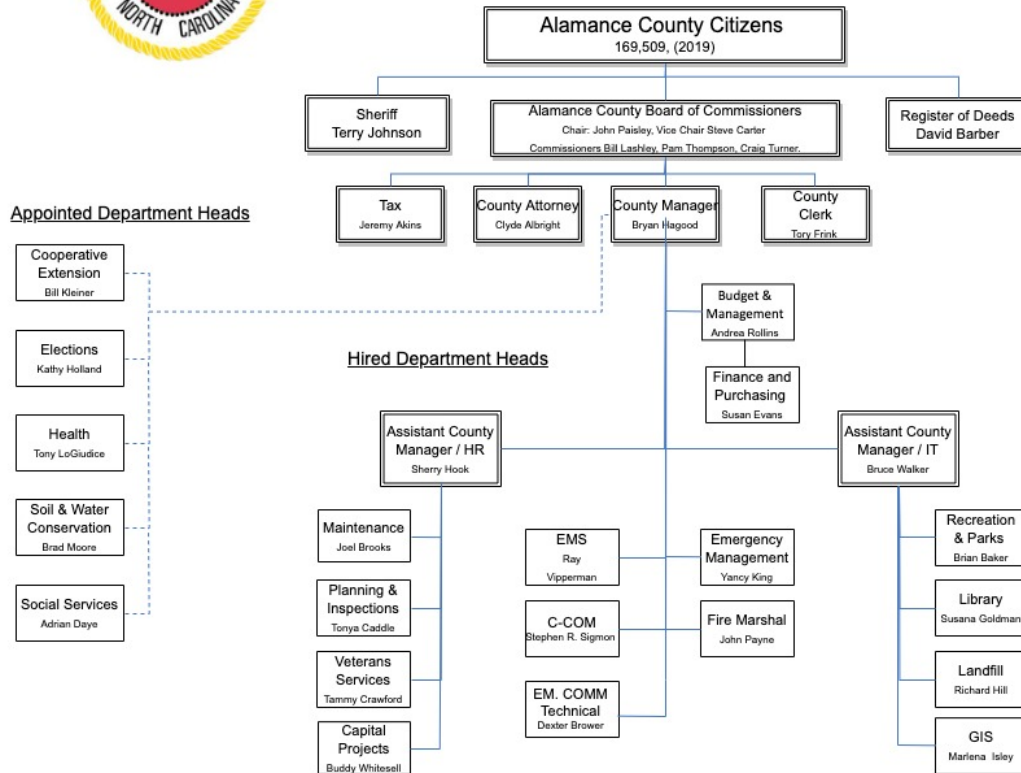 NORTH CAROLINA
Alamance County Citizens
169,509, (2019)
Sheriff
Terry Johnson
Alamance County Board of Commissioners
Chair: John Paisley, Vice Chair Steve Carter
Commissioners Bill Lashley, Pam Thompson, Craig Turner.
Register of Deeds
David Barber
Tax
Jeremy Akins
County Attorney
Clyde Albright
County Manager
Bryan Hagood
County
Clerk
Tory Frink
Appointed Department Heads
Cooperative
Extension
Bill Kleiner
Elections
Kathy Holland
Health
Tony LoGiudice
Soil & Water
Conservation
Brad Moore
Social Services
Adrian Daye
Hired Department Heads
Budget &
Management
Andrea Rollins
Finance and
Purchasing
Susan Evans
Assistant County
Manager / HR
Sherry Hook
Assistant County
Manager / IT
Bruce Walker
Maintenance
Joel Brooks
Planning &
Inspections
Tonya Caddle
Veterans
Services
Tammy Crawford
Capital
Projects
Buddy Whitesell
EMS
Ray
Vipperman
C-COM
Stephen R. Sigmon
EM. COMM
Technical
Dexter Brower
Emergency
Management
Yancy King
Fire Marshal
John Payne
Recreation
& Parks
Brian Baker
Library
Susana Goldman
Landfill
Richard Hill
GIS
Marlena Isley